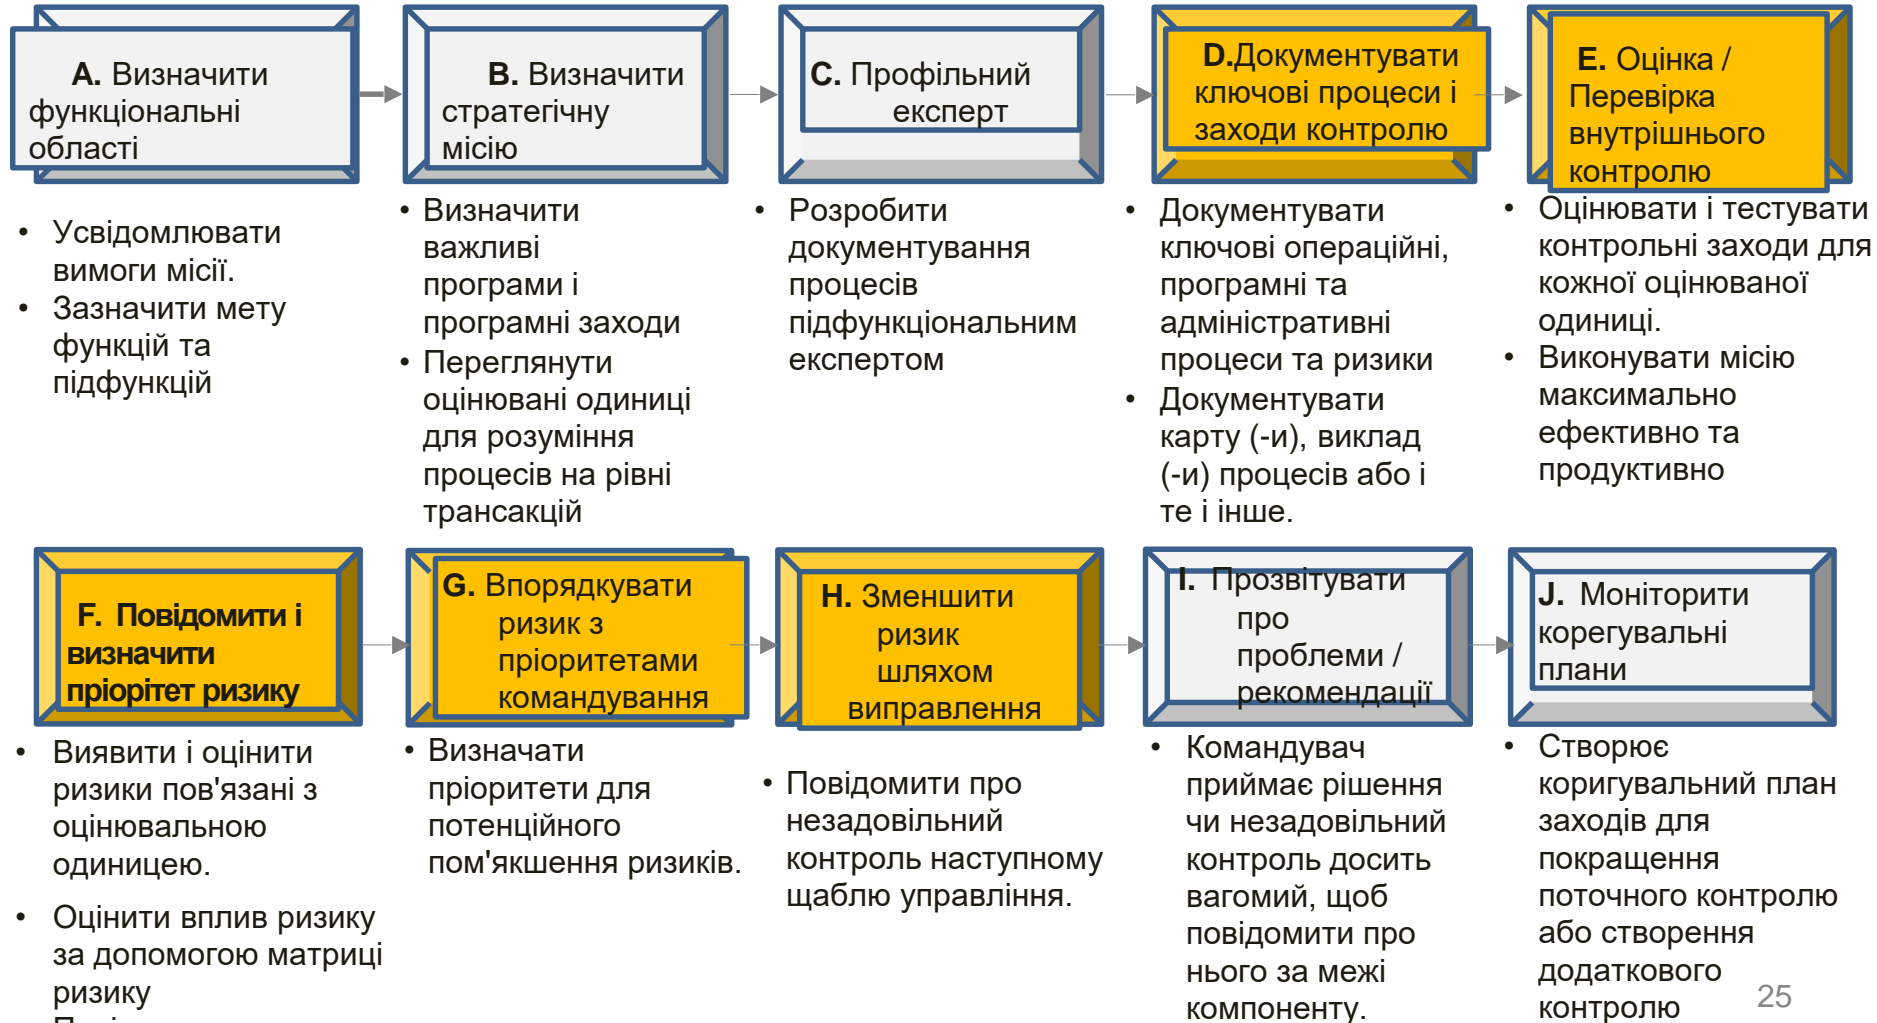 A. Визначити
функціональні
області
B. Визначити
стратегічну
місію
C. Профільний
експерт
D.Документувати
ключові процеси і
заходи контролю
E. Оцінка /
Перевірка
внутрішнього
контролю
• Усвідомлювати
вимоги місії.
• Зазначити мету
функцій та
підфункцій
• Визначити
важливі
програми і
програмні заходи
• Переглянути
оцінювані одиниці
для розуміння
процесів на рівні
трансакцій
• Розробити
документування
процесів
підфункціональним
експертом
• Документувати
ключові операційні,
програмні та
адміністративні
процеси та ризики
• Документувати
карту (-и), виклад
(-и) процесів або і
те і інше.
• Оцінювати і тестувати
контрольні заходи для
кожної оцінюваної
одиниці.
• Виконувати місію
максимально
ефективно та
продуктивно
F. Повідомити і
визначити
пріорітет ризику
G. Впорядкувати
ризик з
пріоритетами
командування
H. Зменшити
ризик
шляхом
виправлення
I. Прозвітувати
про
проблеми /
рекомендації
J. Моніторити
корегувальні
плани
• Виявити і оцінити
ризики пов'язані з
оцінювальною
одиницею.
• Оцінити вплив ризику
за допомогою матриці
ризику
• Визначати
пріоритети для
потенційного
пом'якшення ризиків.
• Повідомити про
незадовільний
контроль наступному
щаблю управління.
• Командувач
приймає рішення
чи незадовільний
контроль досить
вагомий, щоб
повідомити про
нього за межі
компоненту.
• Створює
коригувальний план
заходів для
покращення
поточного контролю
або створення
додаткового
контролю
25